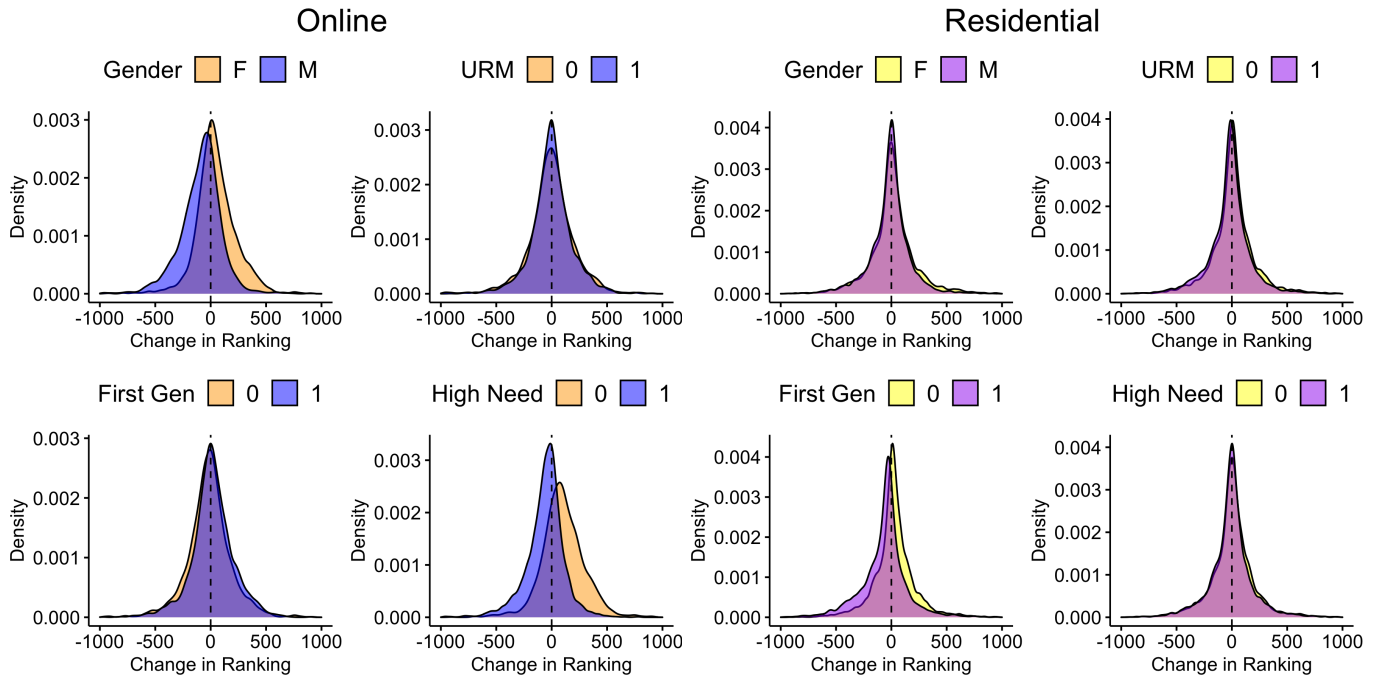 Online
Residential
Gender F M
URM 0 1
Gender F M
URM 0 1
Density
0.003
0.002
0.001
0.000
-1000 -500 0 500 1000
Change in Ranking
Density
0.003
0.002
0.001
0.000
-1000 -500 0 500 1000
Change in Ranking
Density
0.004
0.003
0.002
0.001
0.000
-1000 -500 0 500 1000
Change in Ranking
Density
0.004
0.003
0.002
0.001
0.000
-1000 -500 0 500 1000
Change in Ranking
First Gen 0 1
High Need 0 1
First Gen 0 1
High Need 0 1
Density
0.003
0.002
0.001
0.000
-1000 -500 0 500 1000
Change in Ranking
Density
0.003
0.002
0.001
0.000
-1000 -500 0 500 1000
Change in Ranking
Density
0.004
0.003
0.002
0.001
0.000
-1000 -500 0 500 1000
Change in Ranking
Density
0.004
0.003
0.002
0.001
0.000
-1000 -500 0 500 1000
Change in Ranking